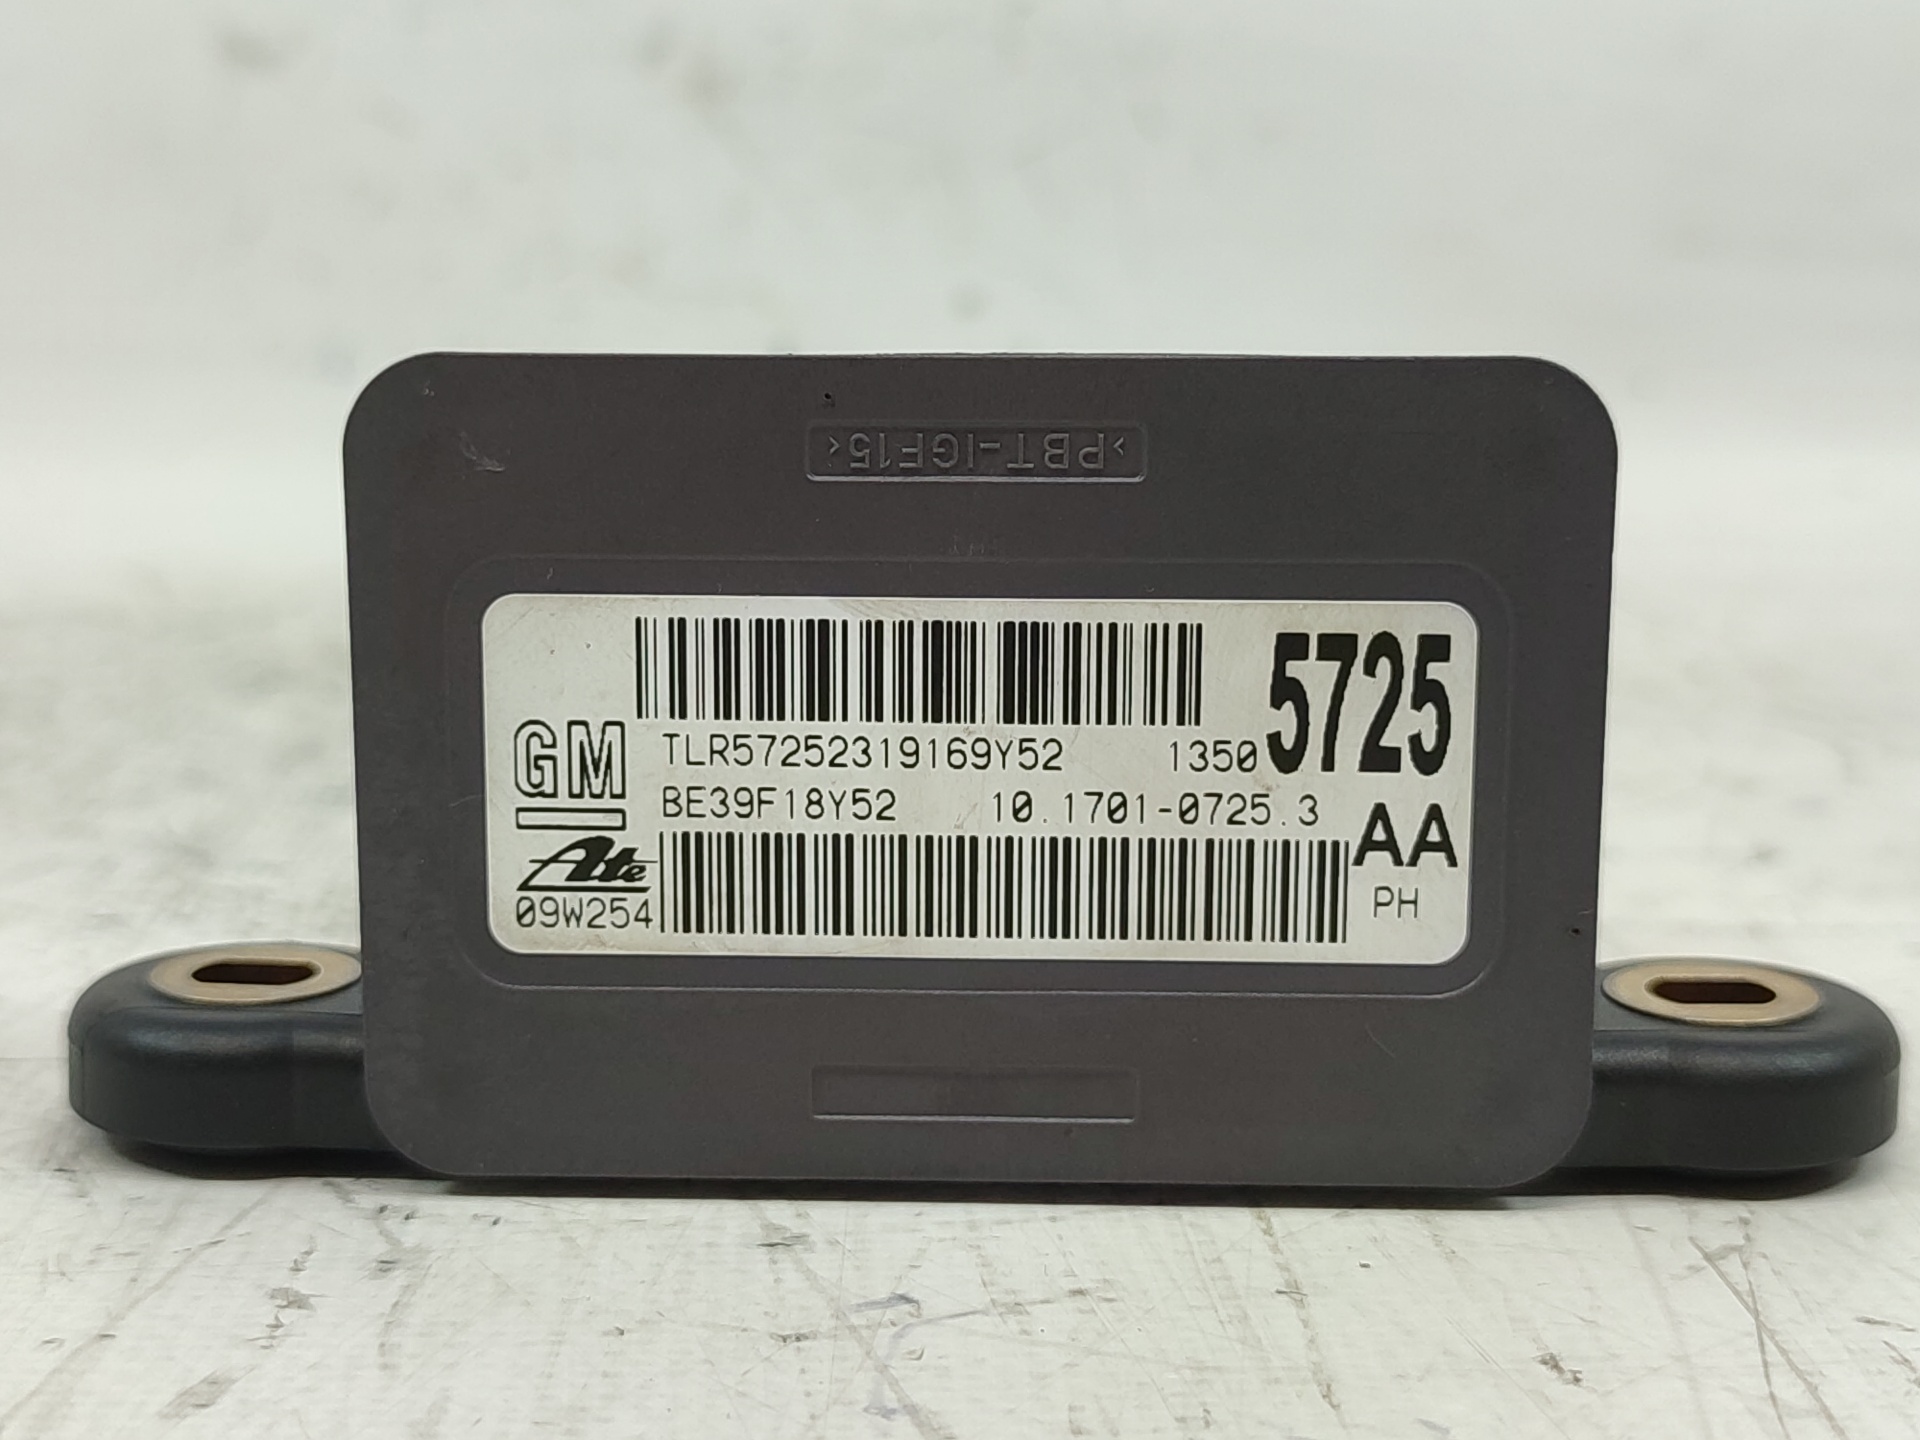 >PBT-IGF15<
GM
TLR57252319169Y52 1350 5725
BE39F18Y52 10.1701-0725.3 AA
Ate
09W254 PH